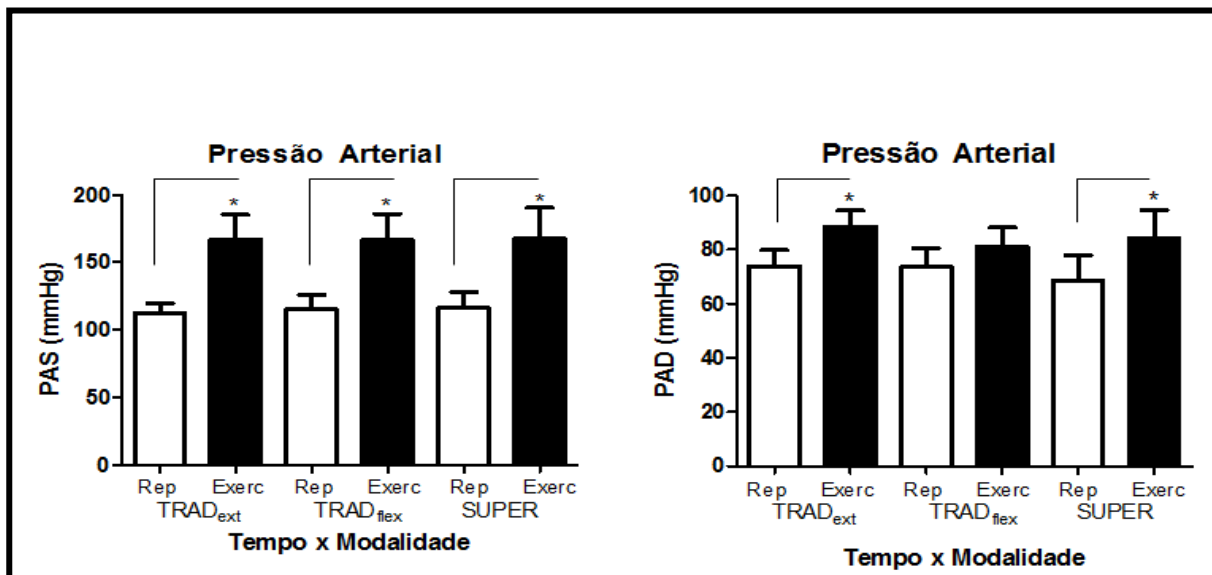 Pressão Arterial
* * *
200
150
100
50
0
PAS (mmHg)
Rep Exerc Rep Exerc Rep Exerc
TRADext TRADflex SUPER
Tempo x Modalidade
Pressão Arterial
* *
100
80
60
40
20
0
PAD (mmHg)
Rep Exerc Rep Exerc Rep Exerc
TRADext TRADflex SUPER
Tempo x Modalidade